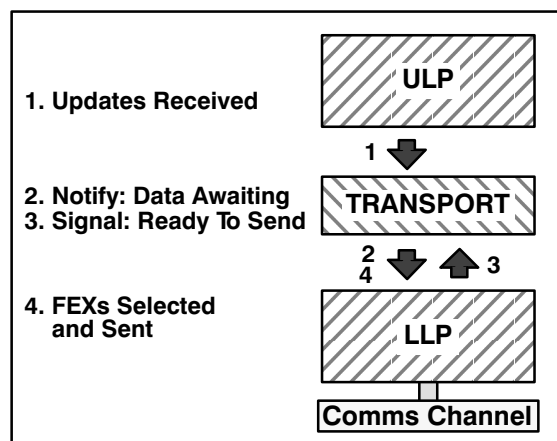 ULP
1. Updates Received
1
2. Notify: Data Awaiting
3. Signal: Ready To Send
TRANSPORT
2
4
3
4. FEXs Selected
and Sent
LLP
Comms Channel